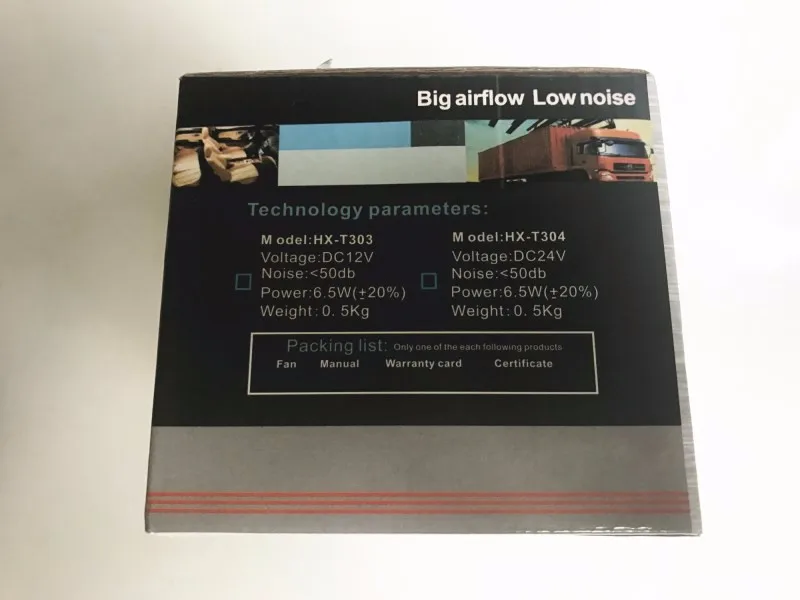 Big airflow Low noise
Technology parameters:
Model:HX-T303
Voltage:DC12V
Noise:<50db
Power:6.5W(±20%)
Weight:0.5Kg
Model:HX-T304
Voltage:DC24V
Noise:<50db
Power:6.5W(±20%)
Weight:0.5Kg
Packing list: Only one of the each following products
Fan Manual Warranty card Certificate